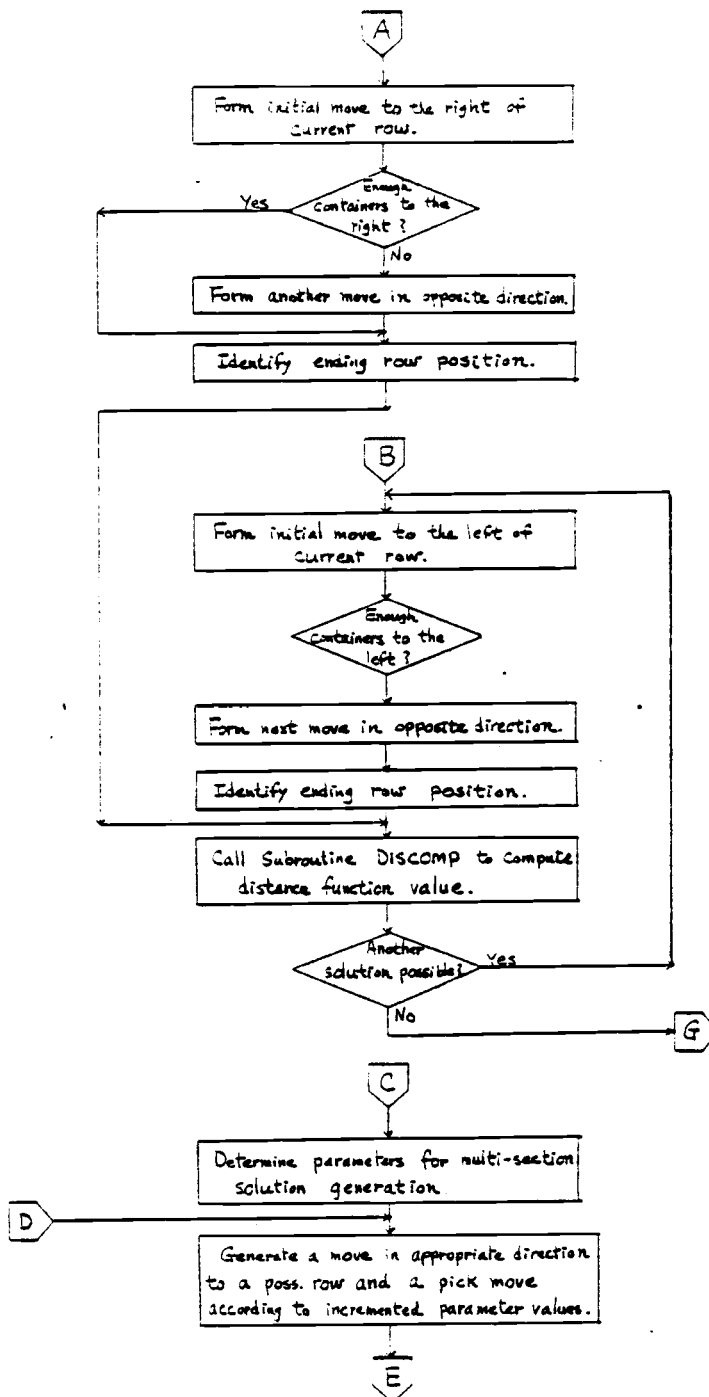 A
Form initial move to the right of
current row.
Enough
containers to the
right ?
Yes
No
Form another move in opposite direction.
Identify ending row position.
B
Form initial move to the left of
current row.
Enough
containers to the
left ?
Form next move in opposite direction.
Identify ending row position.
Call Subroutine DISCOMP to compute
distance function value.
Another
solution possible?
Yes
No
G
C
Determine parameters for multi-section
solution generation
D
Generate a move in appropriate direction
to a poss. row and a pick move
according to incremented parameter values.
E